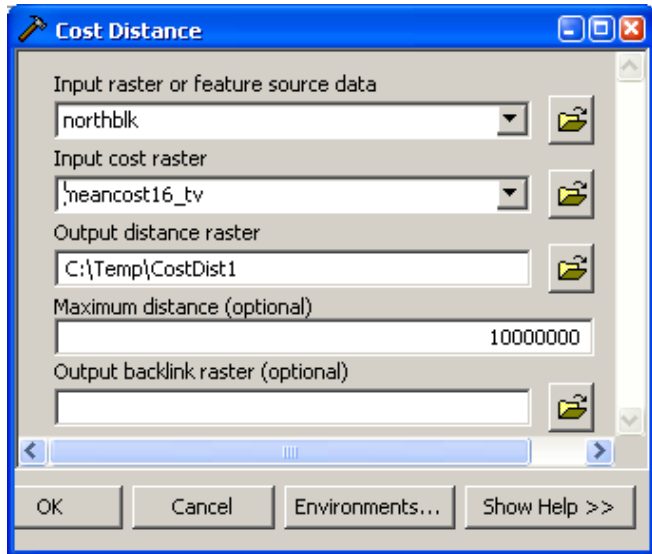 Cost Distance
Input raster or feature source data
northblk
Input cost raster
meancost16_tv
Output distance raster
C:\Temp\CostDist1
Maximum distance (optional)
10000000
Output backlink raster (optional)
OK Cancel Environments... Show Help >>